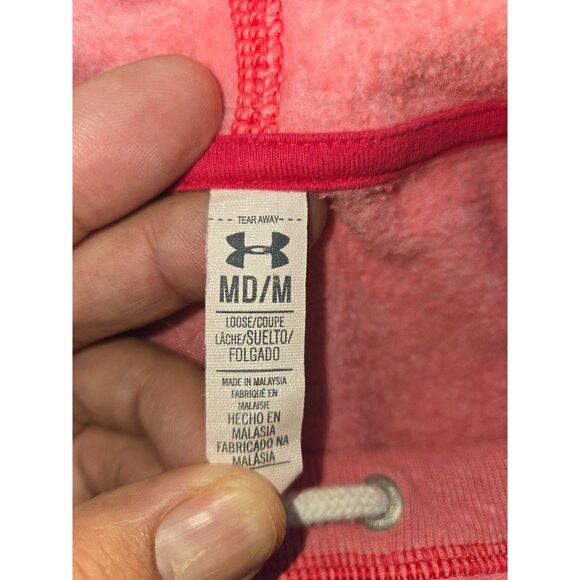 TEAR AWAY
MD/M
LOOSE/COUPE
LÂCHE/SUELTO/
FOLGADO
MADE IN MALAYSIA
FABRIQUÉ EN
MALAISIE
HECHO EN
MALASIA
FABRICADO NA
MALÁSIA